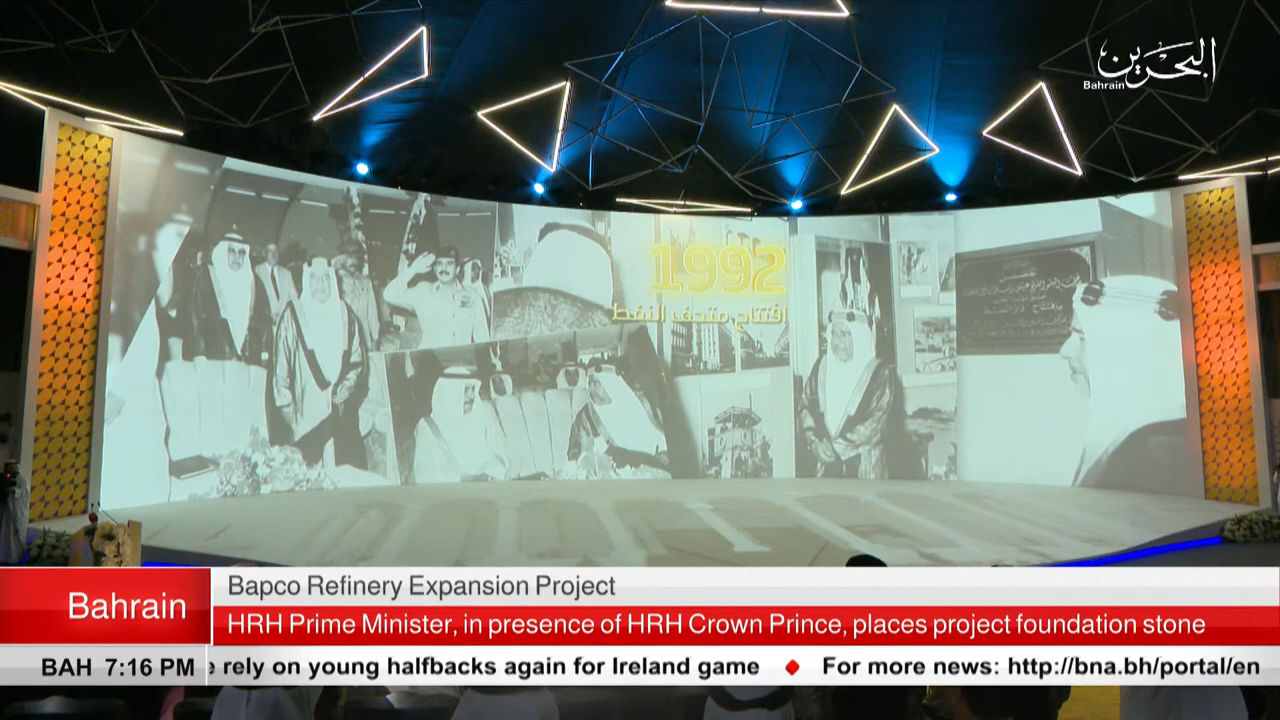 البحرين
Bahrain
1992
افتتاح متحف النفط
Bahrain
Bapco Refinery Expansion Project
HRH Prime Minister, in presence of HRH Crown Prince, places project foundation stone
BAH 7:16 PM
rely on young halfbacks again for Ireland game ♦ For more news: http://bna.bh/portal/en